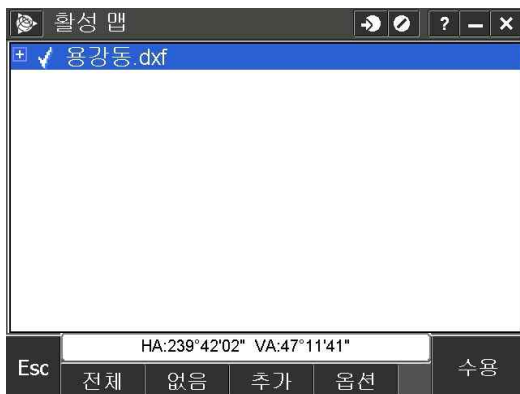 활성 맵 ? – ×
용강동.dxf
HA:239°42'02" VA:47°11'41"
Esc 전체 없음 추가 옵션 수용